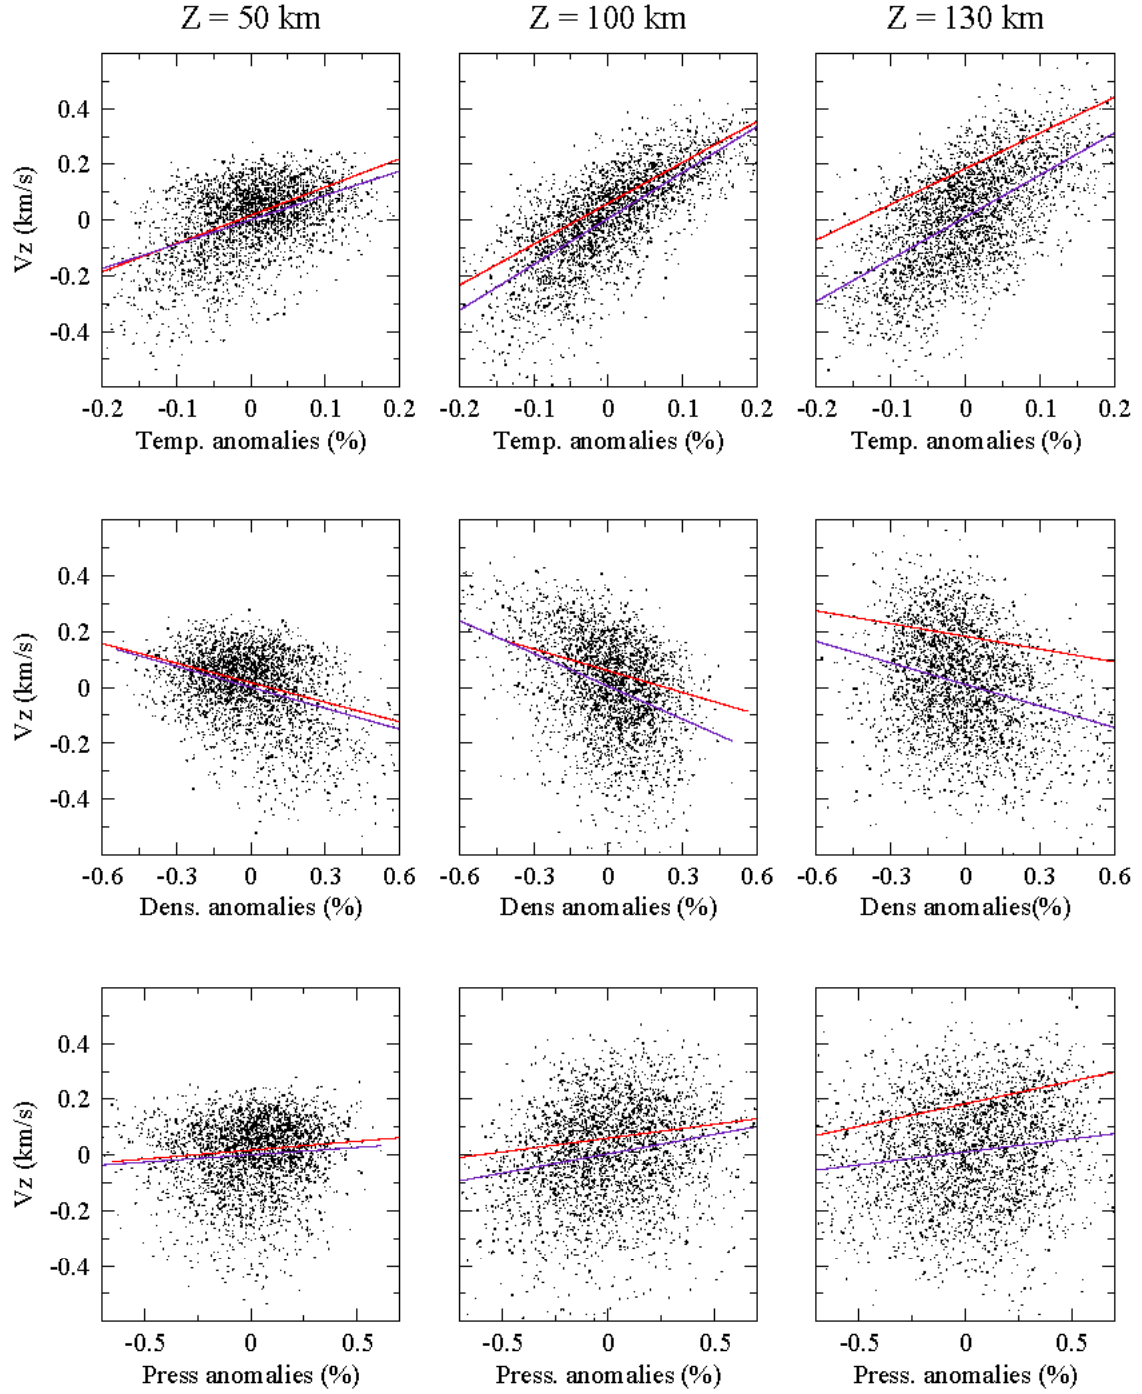 Z = 50 km Z = 100 km Z = 130 km
0.4
0.2
0
-0.2
-0.4
Vz (km/s)
-0.2 -0.1 0 0.1 0.2 -0.2 -0.1 0 0.1 0.2 -0.2 -0.1 0 0.1 0.2
Temp. anomalies (%) Temp. anomalies (%) Temp. anomalies (%)
0.4
0.2
0
-0.2
-0.4
Vz (km/s)
-0.6 -0.3 0 0.3 0.6 -0.6 -0.3 0 0.3 0.6 -0.6 -0.3 0 0.3 0.6
Dens. anomalies (%) Dens anomalies (%) Dens anomalies(%)
0.4
0.2
0
-0.2
-0.4
Vz (km/s)
-0.5 0 0.5 -0.5 0 0.5 -0.5 0 0.5
Press anomalies (%) Press. anomalies (%) Press. anomalies (%)